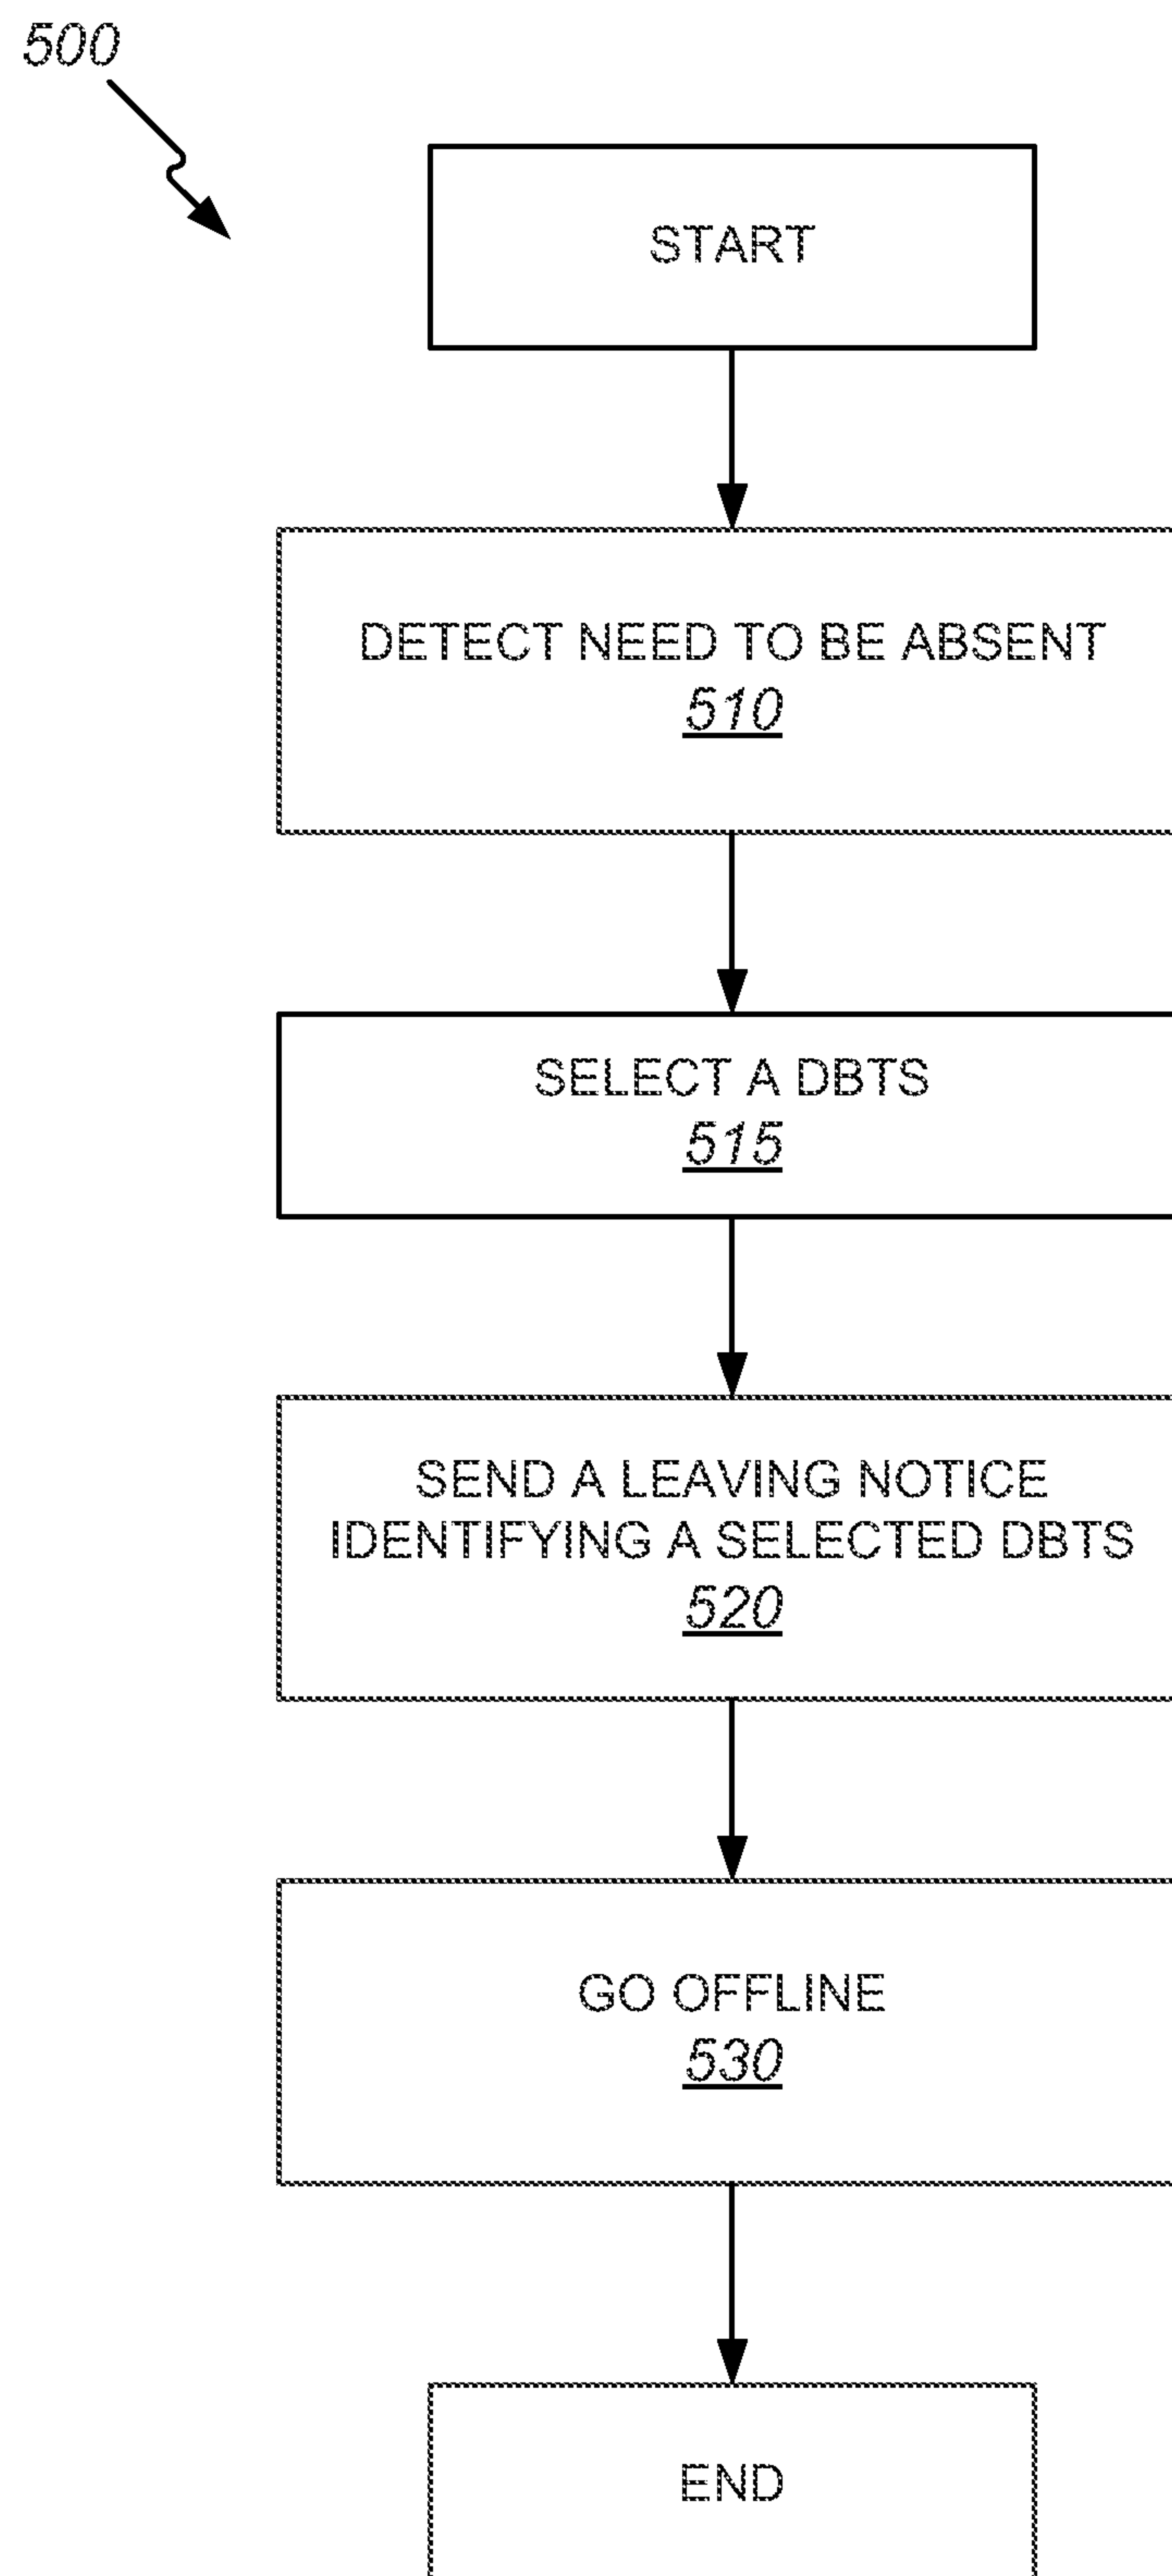 500
START
DETECT NEED TO BE ABSENT
510
SELECT A DBTS
515
SEND A LEAVING NOTICE
IDENTIFYING A SELECTED DBTS
520
GO OFFLINE
530
END